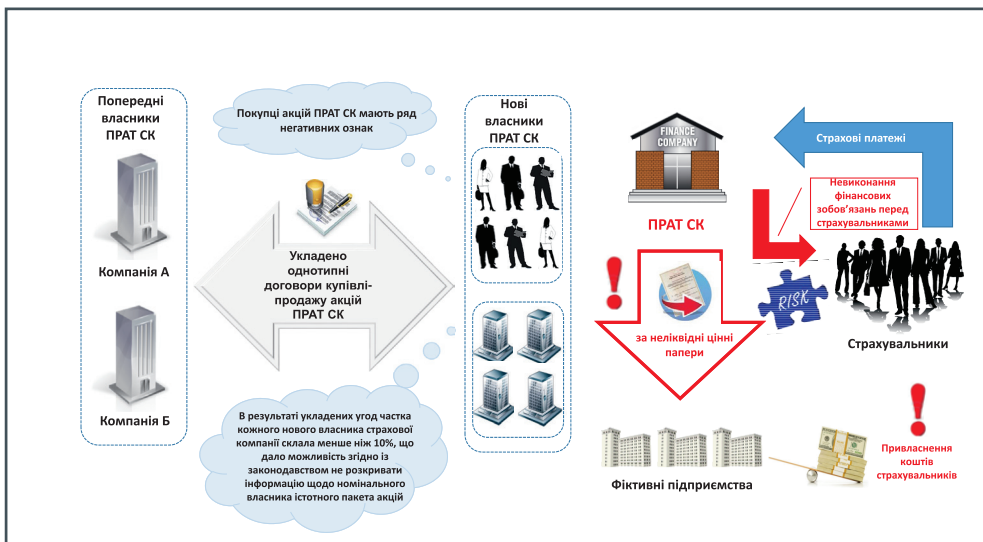 Попередні
власники
ПРАТ СК
Компанія А
Компанія Б
Покупці акцій ПРАТ СК мають ряд
негативних ознак
Укладено
однотипні
договори купівлі-
продажу акцій
ПРАТ СК
В результаті укладених угод частка
кожного нового власника страхової
компанії склала менше ніж 10%, що
дало можливість згідно із
законодавством не розкривати
інформацію щодо номінального
власника істотного пакета акцій
Нові
власники
ПРАТ СК
FINANCE
COMPANY
ПРАТ СК
Страхові платежі
Невиконання
фінансових
зобов’язань перед
страхувальниками
RISK
Страхувальники
за неліквідні цінні
папери
Фіктивні підприємства
Привласнення
коштів
страхувальників